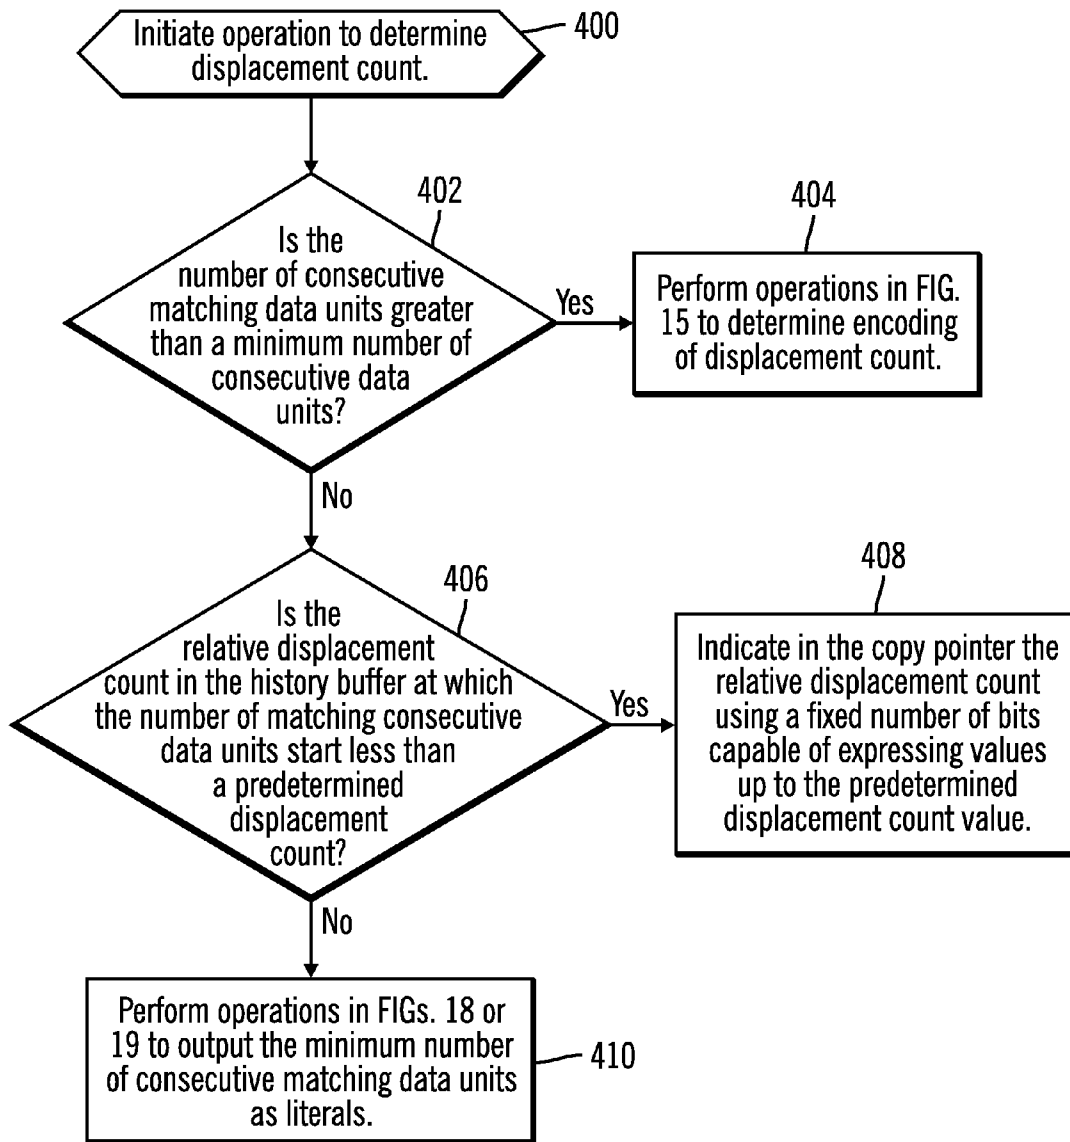 Initiate operation to determine
displacement count.
400
402
Is the
number of consecutive
matching data units greater
than a minimum number of
consecutive data
units?
Yes
404
Perform operations in FIG.
15 to determine encoding
of displacement count.
No
406
Is the
relative displacement
count in the history buffer at which
the number of matching consecutive
data units start less than
a predetermined
displacement
count?
Yes
408
Indicate in the copy pointer the
relative displacement count
using a fixed number of bits
capable of expressing values
up to the predetermined
displacement count value.
No
Perform operations in FIGs. 18 or
19 to output the minimum number
of consecutive matching data units
as literals.
410